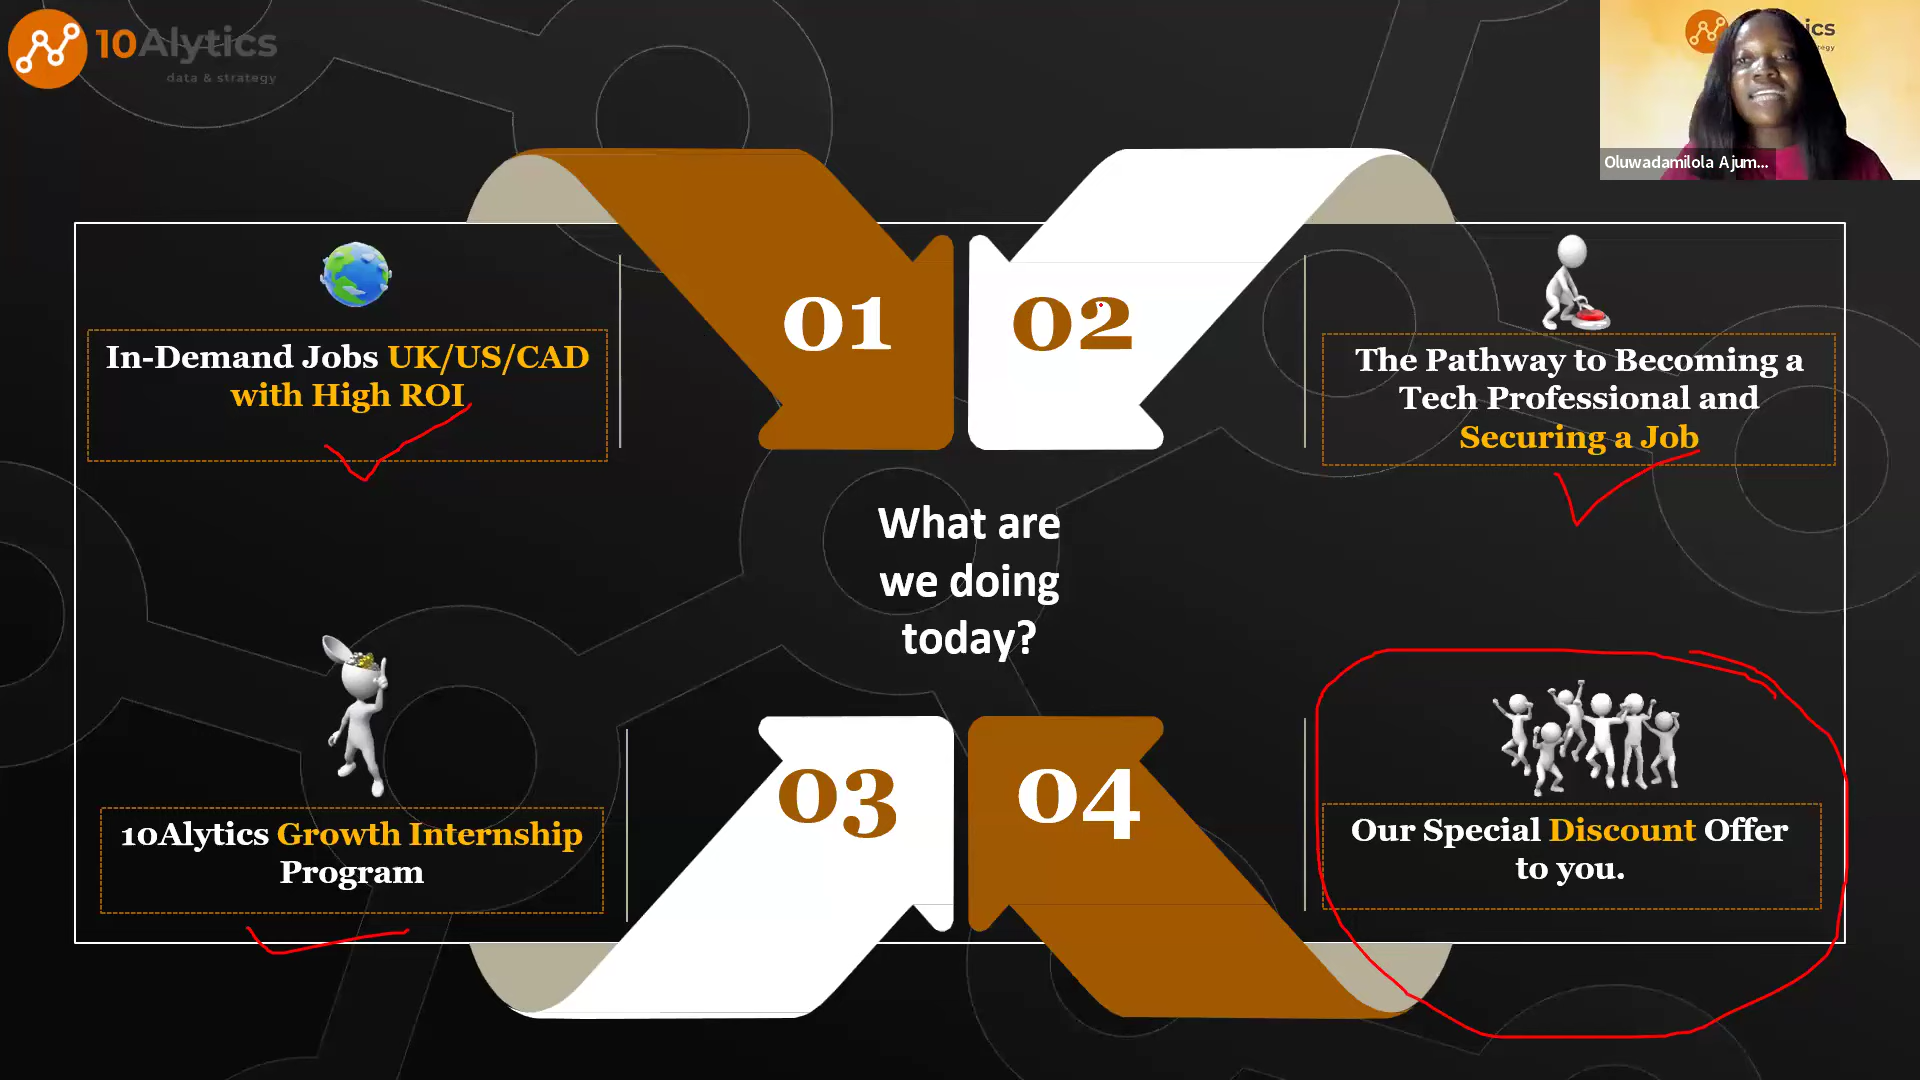 10Alytics
data & strategy
ics
egy
Oluwadamilola Ajum...
In-Demand Jobs UK/US/CAD
with High ROI
01
02
The Pathway to Becoming a
Tech Professional and
Securing a Job
What are
we doing
today?
10Alytics Growth Internship
Program
03
04
Our Special Discount Offer
to you.